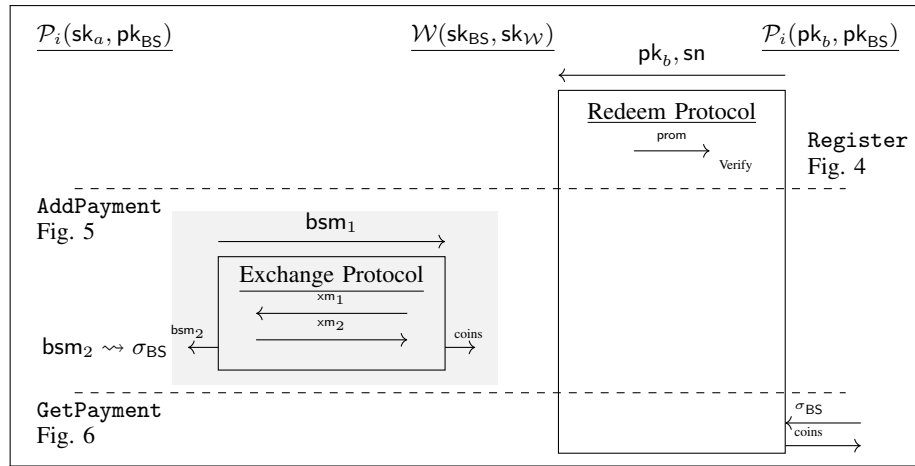 𝒫ᵢ(skₐ, pk_BS) 𝒲(sk_BS, sk_𝒲) 𝒫ᵢ(pk_b, pk_BS)
pk_b, sn
Redeem Protocol
prom
Verify
Register
Fig. 4
AddPayment
Fig. 5
bsm₁
Exchange Protocol
xm₁
xm₂
bsm₂ ⇝ σ_BS
bsm₂
coins
GetPayment
Fig. 6
σ_BS
coins